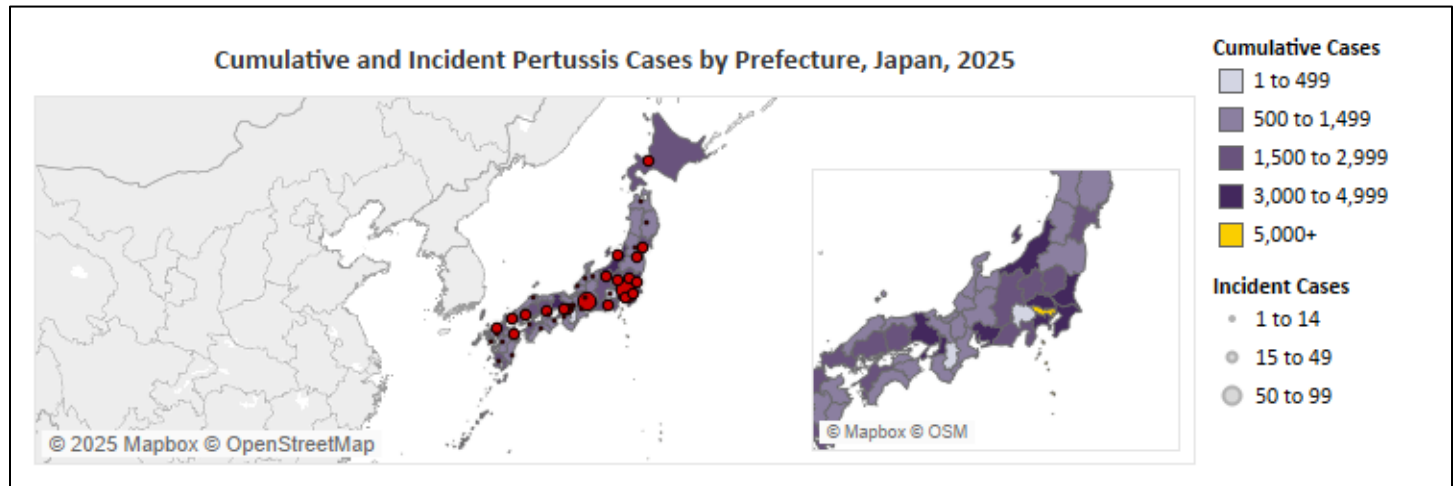 Cumulative and Incident Pertussis Cases by Prefecture, Japan, 2025
© 2025 Mapbox © OpenStreetMap
© Mapbox © OSM
Cumulative Cases
1 to 499
500 to 1,499
1,500 to 2,999
3,000 to 4,999
5,000+
Incident Cases
1 to 14
15 to 49
50 to 99